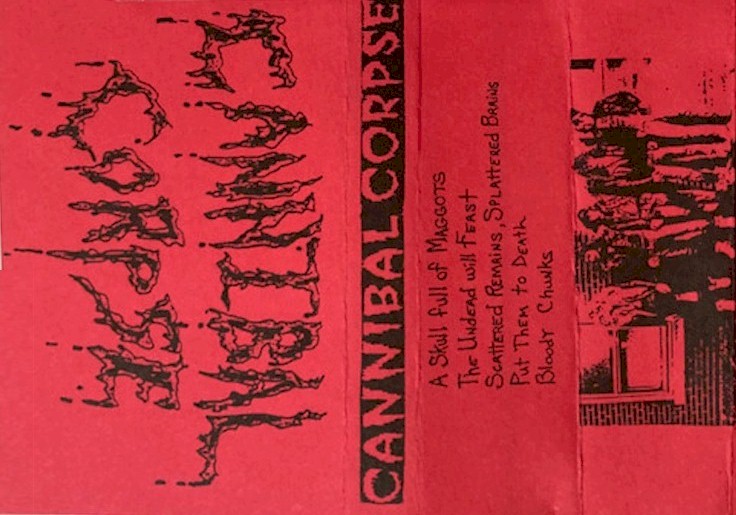 CANNIBAL
CORPSE
CANNIBAL CORPSE
A Skull full of Maggots
The Undead will Feast
Scattered Remains, Splattered Brains
Put Them to Death
Bloody Chunks